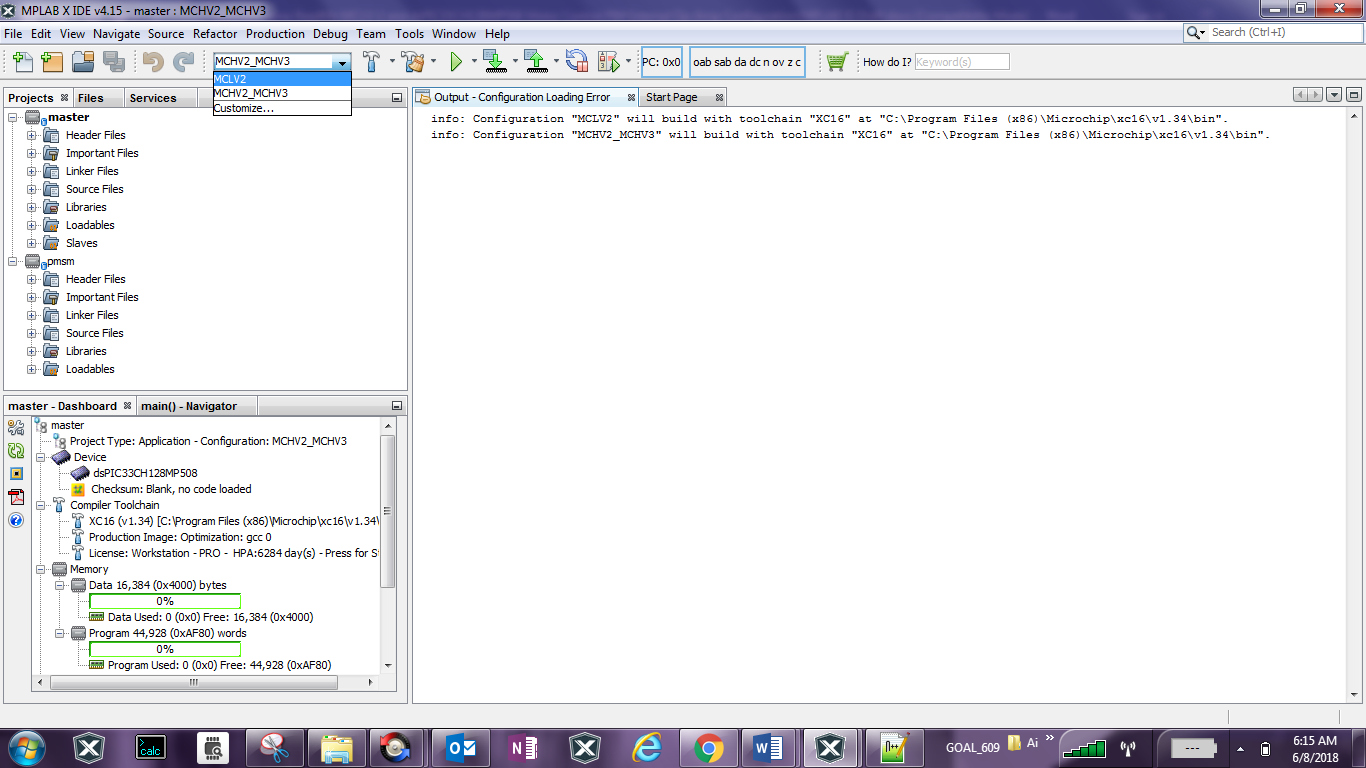 MPLAB X IDE v4.15 - master : MCHV2_MCHV3
File Edit View Navigate Source Refactor Production Debug Team Tools Window Help
Search (Ctrl+I)
MCHV2_MCHV3
PC: 0x0
oab sab da dc n ov z c
How do I?
Keyword(s)
MCLV2
MCHV2_MCHV3
Customize...
Projects
Files
Services
master
Header Files
Important Files
Linker Files
Source Files
Libraries
Loadables
Slaves
pmsm
Header Files
Important Files
Linker Files
Source Files
Libraries
Loadables
Output - Configuration Loading Error
Start Page
info: Configuration "MCLV2" will build with toolchain "XC16" at "C:\Program Files (x86)\Microchip\xc16\v1.34\bin".
info: Configuration "MCHV2_MCHV3" will build with toolchain "XC16" at "C:\Program Files (x86)\Microchip\xc16\v1.34\bin".
master - Dashboard
main() - Navigator
master
Project Type: Application - Configuration: MCHV2_MCHV3
Device
dsPIC33CH128MP508
Checksum: Blank, no code loaded
Compiler Toolchain
XC16 (v1.34) [C:\Program Files (x86)\Microchip\xc16\v1.34\
Production Image: Optimization: gcc 0
License: Workstation - PRO - HPA:6284 day(s) - Press for S
Memory
Data 16,384 (0x4000) bytes
0%
Data Used: 0 (0x0) Free: 16,384 (0x4000)
Program 44,928 (0xAF80) words
0%
Program Used: 0 (0x0) Free: 44,928 (0xAF80)
calc
GOAL_609
Ai
---
6:15 AM
6/8/2018